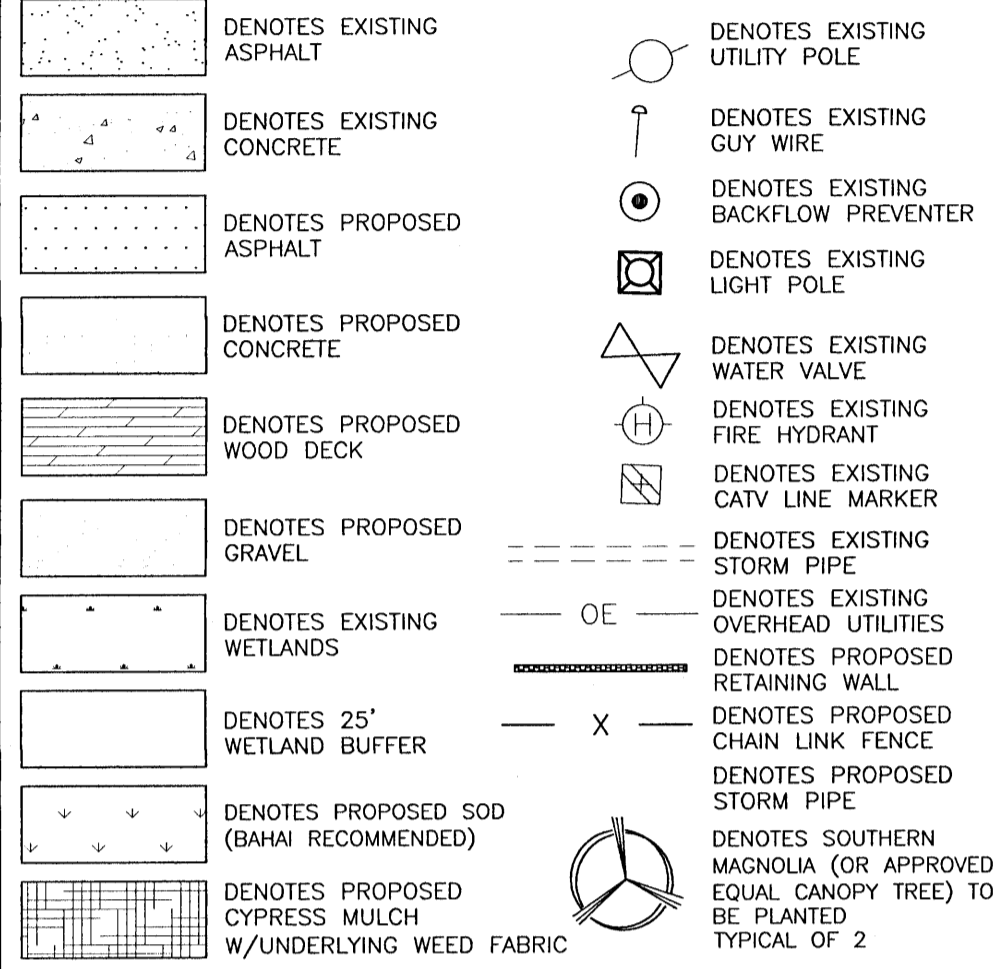 DENOTES EXISTING
ASPHALT
DENOTES EXISTING
CONCRETE
DENOTES PROPOSED
ASPHALT
DENOTES PROPOSED
CONCRETE
DENOTES PROPOSED
WOOD DECK
DENOTES PROPOSED
GRAVEL
DENOTES EXISTING
WETLANDS
DENOTES 25'
WETLAND BUFFER
DENOTES PROPOSED SOD
(BAHAI RECOMMENDED)
DENOTES PROPOSED
CYPRESS MULCH
W/UNDERLYING WEED FABRIC
DENOTES EXISTING
UTILITY POLE
DENOTES EXISTING
GUY WIRE
DENOTES EXISTING
BACKFLOW PREVENTER
DENOTES EXISTING
LIGHT POLE
DENOTES EXISTING
WATER VALVE
H
DENOTES EXISTING
FIRE HYDRANT
DENOTES EXISTING
CATV LINE MARKER
DENOTES EXISTING
STORM PIPE
OE
DENOTES EXISTING
OVERHEAD UTILITIES
DENOTES PROPOSED
RETAINING WALL
X
DENOTES PROPOSED
CHAIN LINK FENCE
DENOTES PROPOSED
STORM PIPE
DENOTES SOUTHERN
MAGNOLIA (OR APPROVED
EQUAL CANOPY TREE) TO
BE PLANTED
TYPICAL OF 2